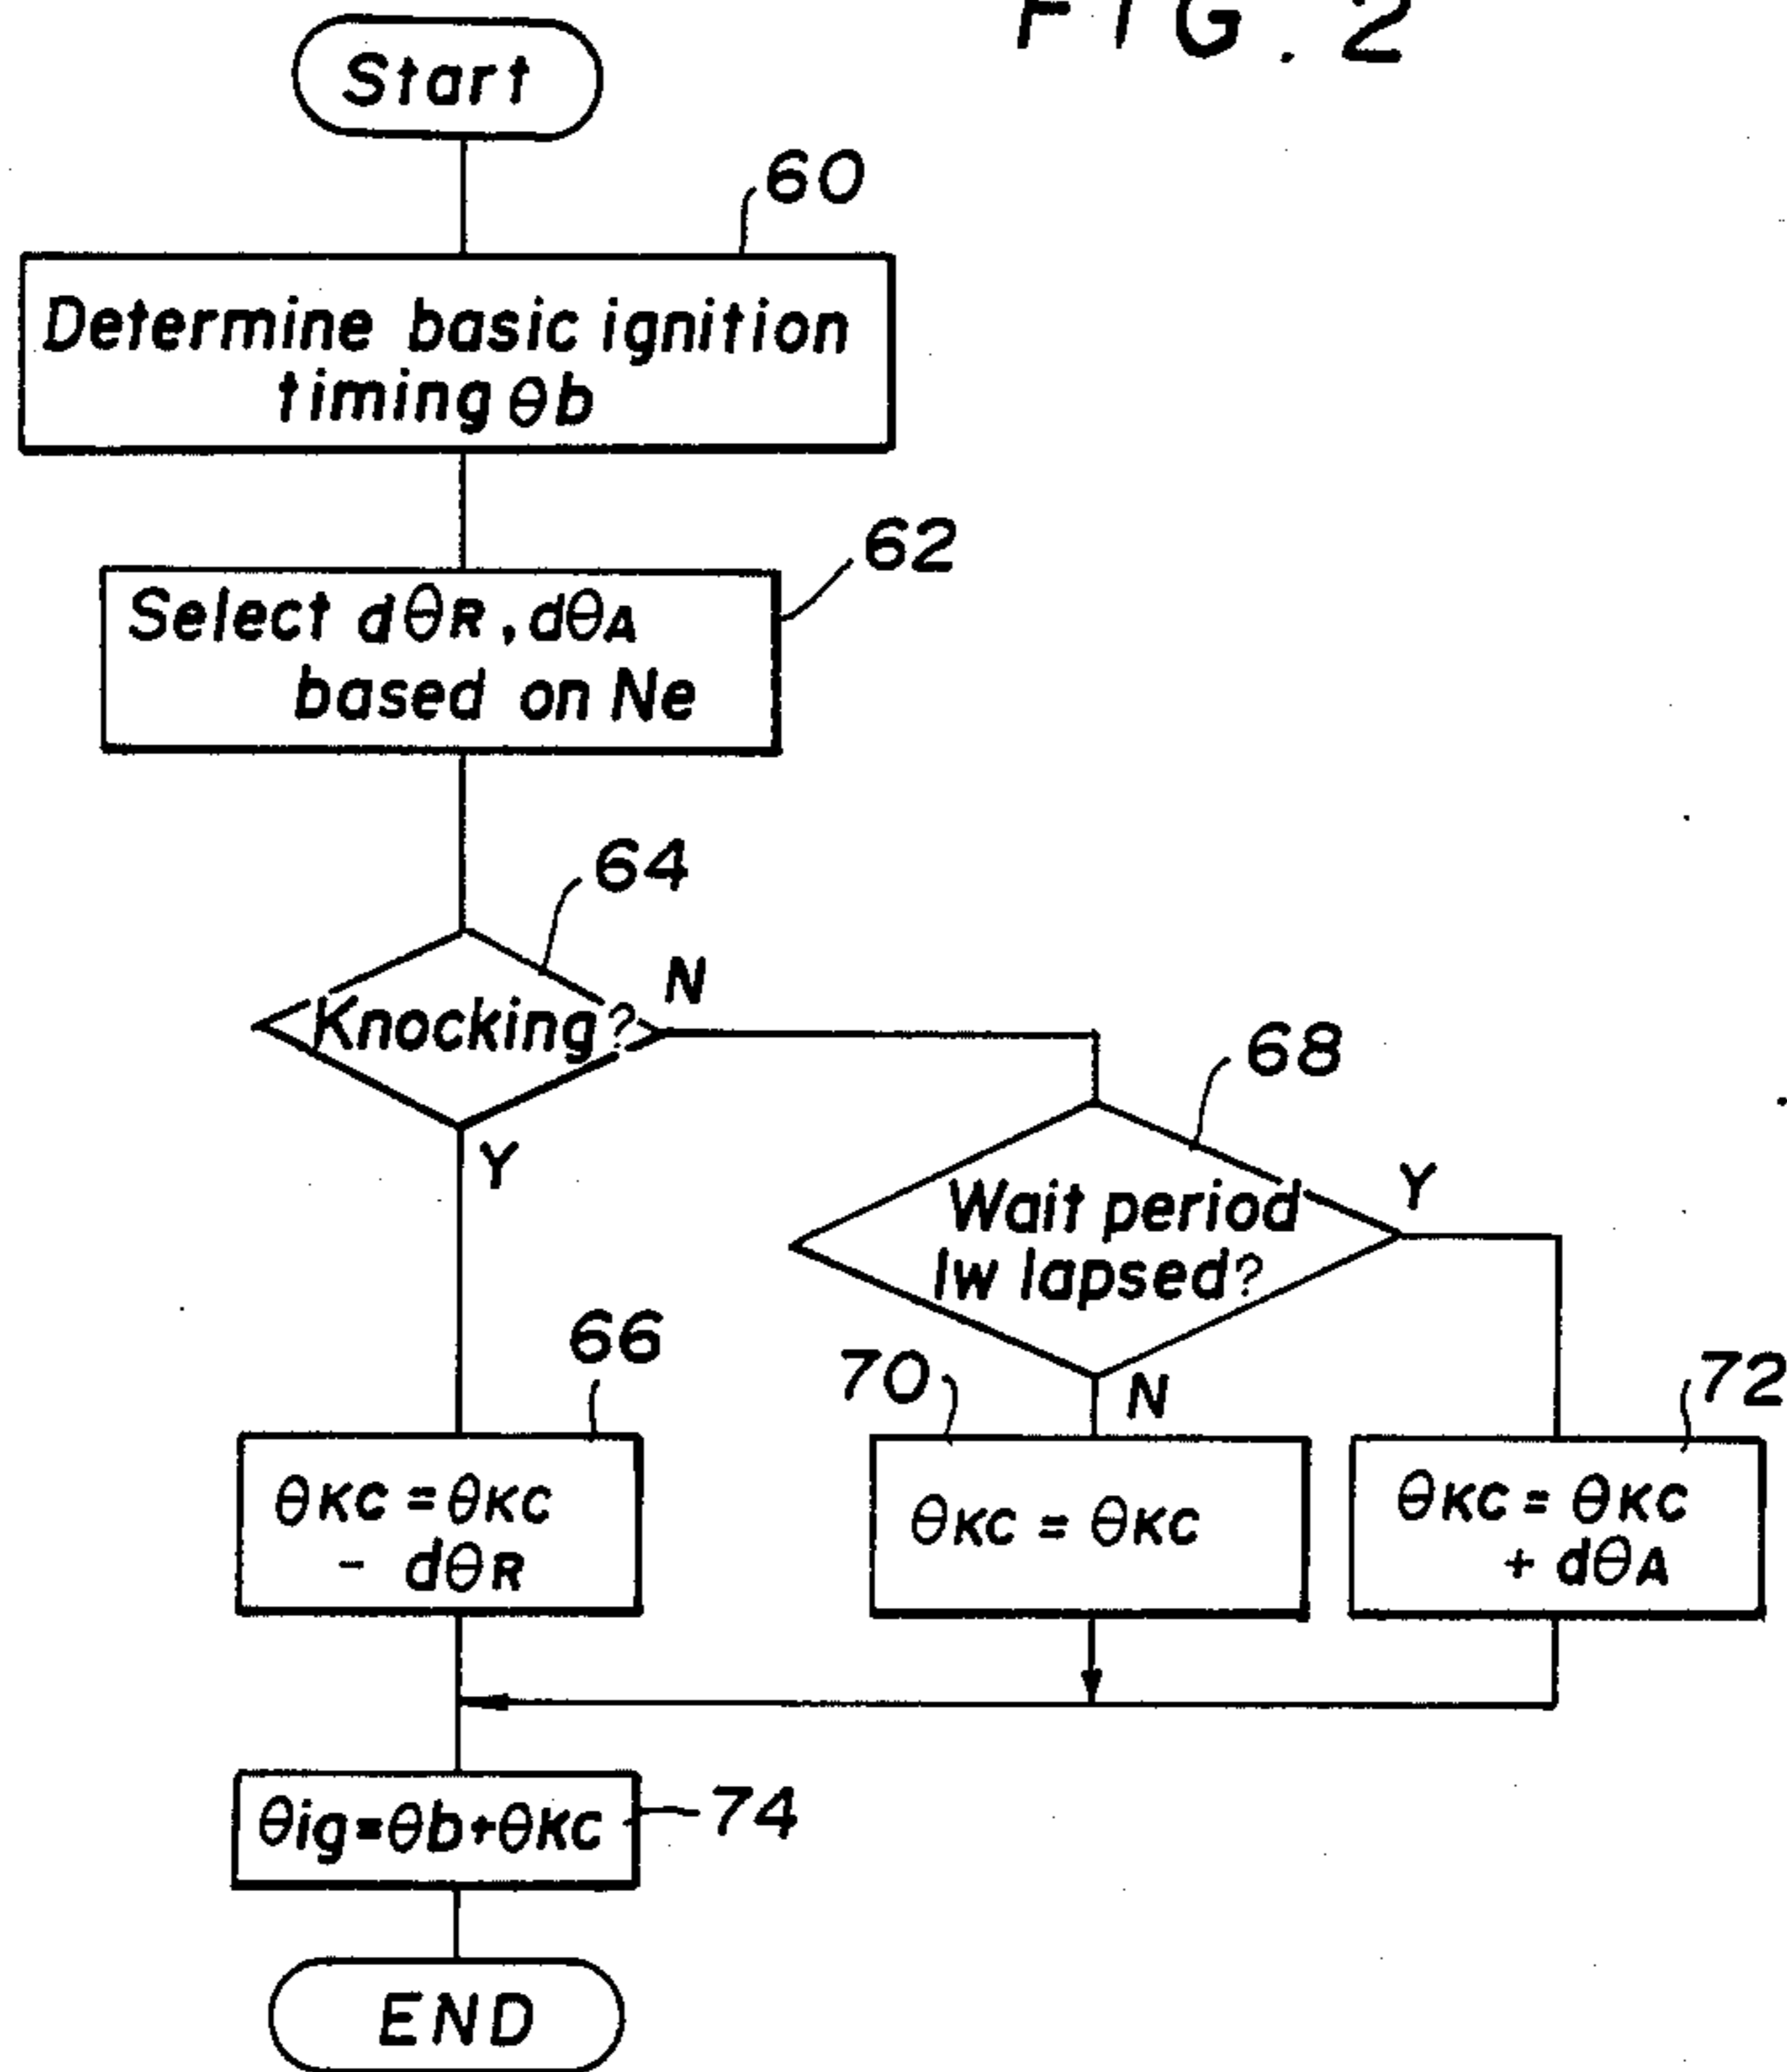 FIG. 2
Start
60
Determine basic ignition
timing θb
62
Select dθR, dθA
based on Ne
64
Knocking?
N
Y
68
Wait period
lw lapsed?
Y
N
66
θKC = θKC
- dθR
70
θKC = θKC
72
θKC = θKC
+ dθA
θig=θb+θKC
74
END